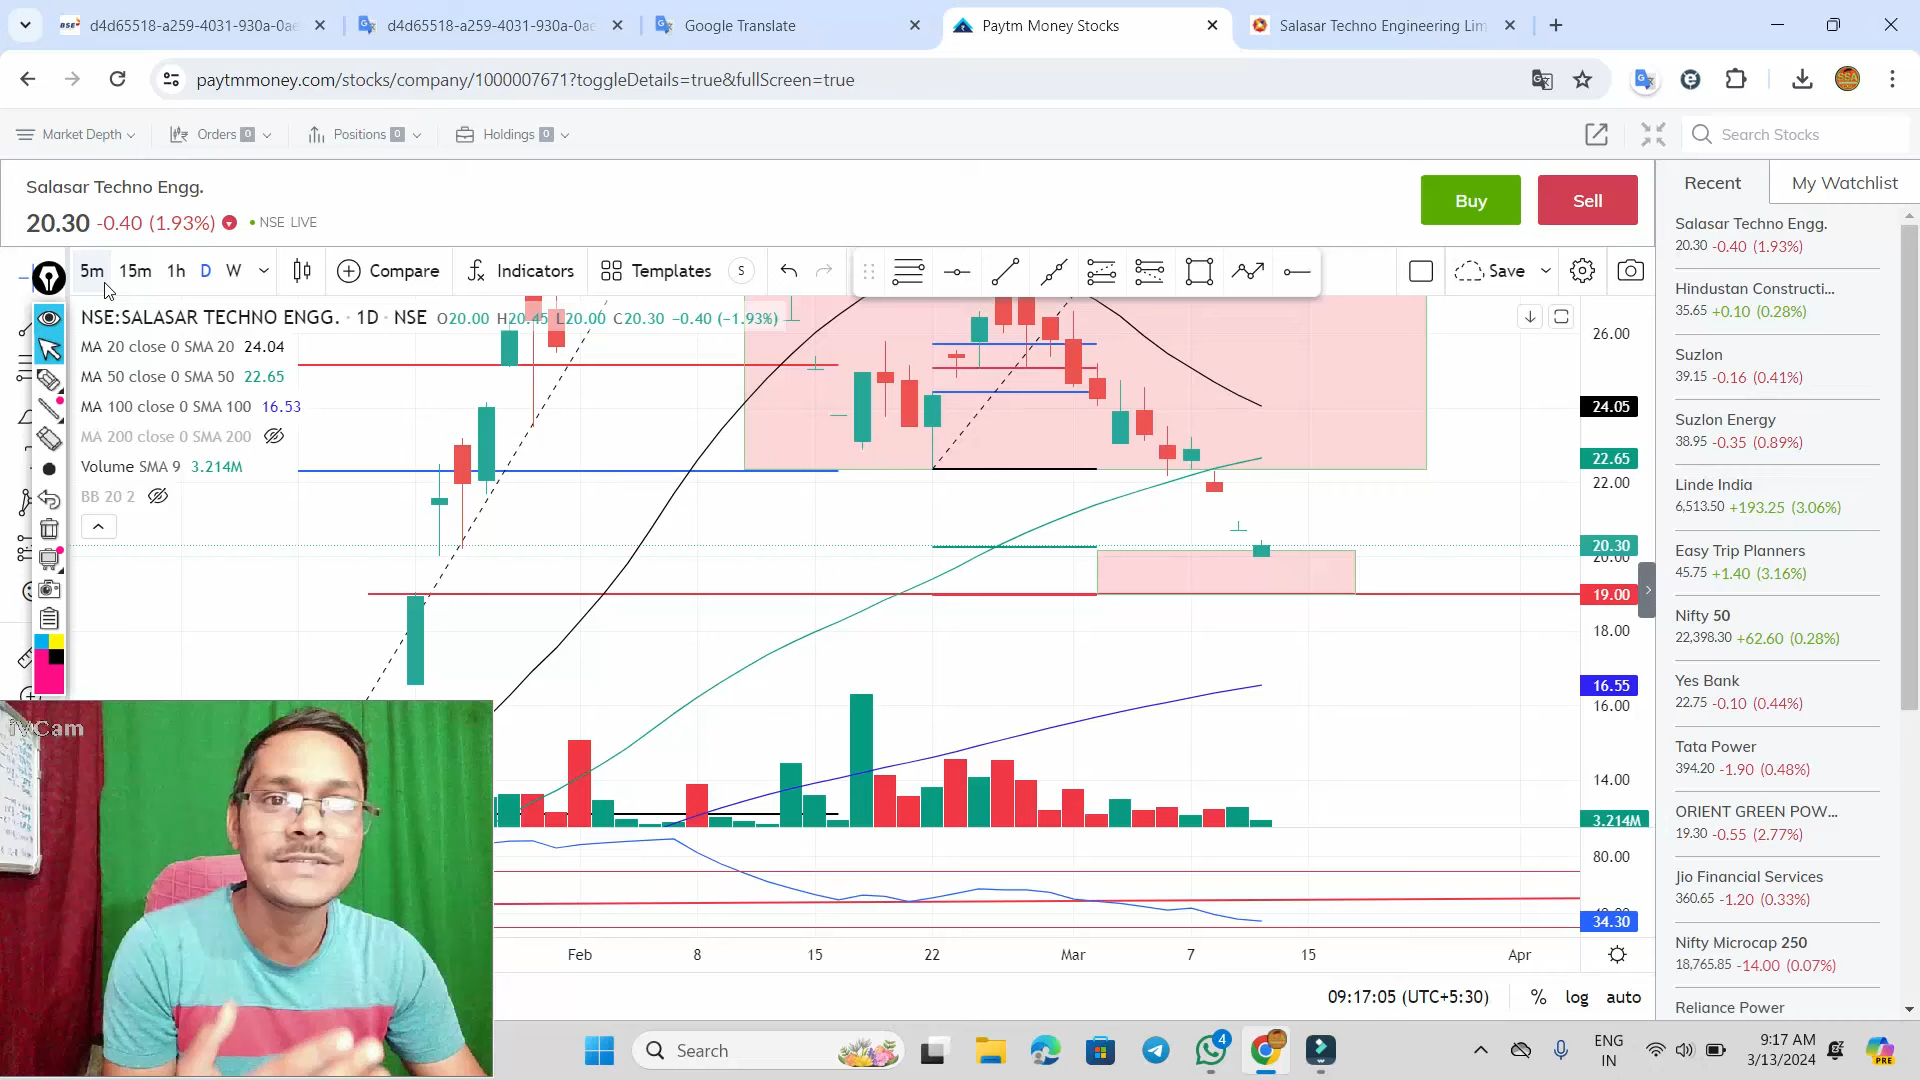 d4d65518-a259-4031-930a-0ae
d4d65518-a259-4031-930a-0ae
Google Translate
Paytm Money Stocks
Salasar Techno Engineering Lim
paytmmoney.com/stocks/company/1000007671?toggleDetails=true&fullScreen=true
Market Depth
Orders 0
Positions 0
Holdings 0
Search Stocks
Salasar Techno Engg.
20.30 -0.40 (1.93%)
NSE LIVE
Buy
Sell
Recent
My Watchlist
5m 15m 1h D W
Compare
Indicators
Templates
S
Save
NSE:SALASAR TECHNO ENGG. · 1D · NSE O20.00 H20.45 L20.00 C20.30 −0.40 (−1.93%)
MA 20 close 0 SMA 20 24.04
MA 50 close 0 SMA 50 22.65
MA 100 close 0 SMA 100 16.53
MA 200 close 0 SMA 200
Volume SMA 9 3.214M
BB 20 2
26.00
24.05
22.65
22.00
20.30
20.00
19.00
18.00
16.55
16.00
14.00
3.214M
80.00
34.30
Feb 8 15 22 Mar 7 15 Apr
09:17:05 (UTC+5:30) % log auto
Salasar Techno Engg.
20.30 -0.40 (1.93%)
Hindustan Constructi...
35.65 +0.10 (0.28%)
Suzlon
39.15 -0.16 (0.41%)
Suzlon Energy
38.95 -0.35 (0.89%)
Linde India
6,513.50 +193.25 (3.06%)
Easy Trip Planners
45.75 +1.40 (3.16%)
Nifty 50
22,398.30 +62.60 (0.28%)
Yes Bank
22.75 -0.10 (0.44%)
Tata Power
394.20 -1.90 (0.48%)
ORIENT GREEN POW...
19.30 -0.55 (2.77%)
Jio Financial Services
360.65 -1.20 (0.33%)
Nifty Microcap 250
18,765.85 -14.00 (0.07%)
Reliance Power
iVCam
Search
4
ENG
IN
9:17 AM
3/13/2024
PRE